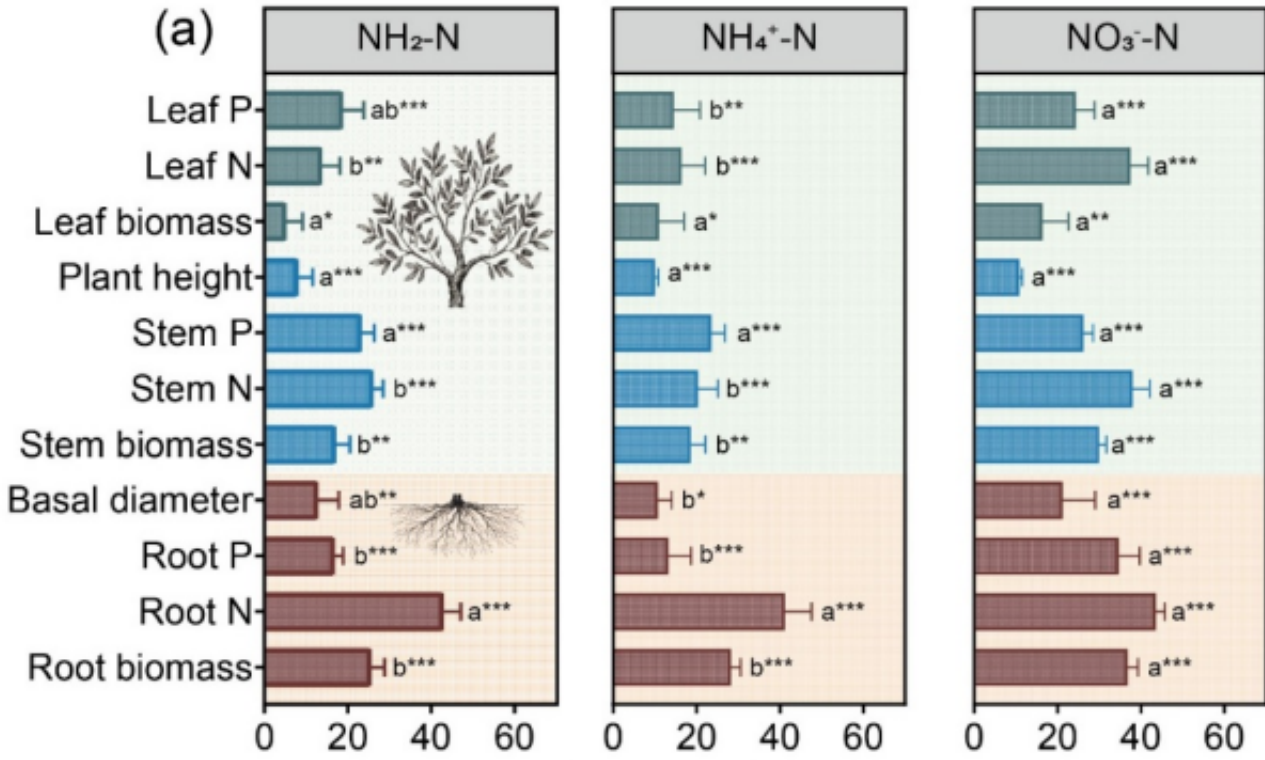 (a) NH₂-N NH₄⁺-N NO₃⁻-N
Leaf P ab*** b** a***
Leaf N b** b*** a***
Leaf biomass a* a* a**
Plant height a*** a*** a***
Stem P a*** a*** a***
Stem N b*** b*** a***
Stem biomass b** b** a***
Basal diameter ab** b* a***
Root P b*** b*** a***
Root N a*** a*** a***
Root biomass b*** b*** a***
0 20 40 60 0 20 40 60 0 20 40 60